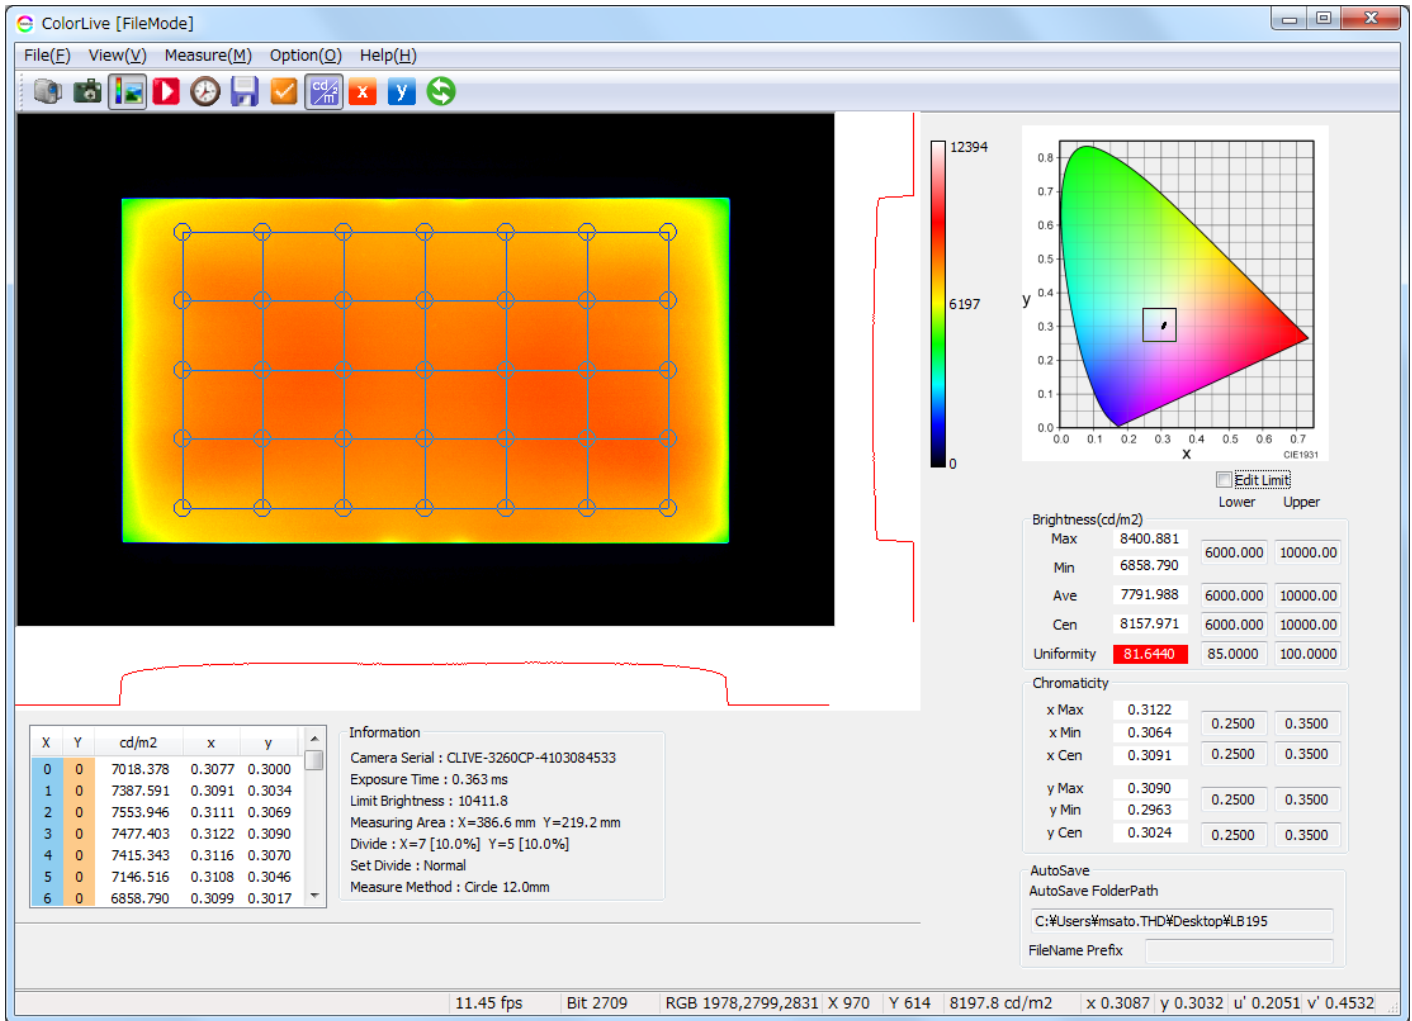 ColorLive [FileMode]
File(F) View(V) Measure(M) Option(O) Help(H)
cd/m2 x y
12394
6197
0
0.8
0.7
0.6
0.5
y 0.4
0.3
0.2
0.1
0.0
0.0 0.1 0.2 0.3 0.4 0.5 0.6 0.7
x CIE1931
Edit Limit
Lower Upper
Brightness(cd/m2)
Max 8400.881
6000.000 10000.00
Min 6858.790
Ave 7791.988 6000.000 10000.00
Cen 8157.971 6000.000 10000.00
Uniformity 81.6440 85.0000 100.0000
Chromaticity
x Max 0.3122
0.2500 0.3500
x Min 0.3064
x Cen 0.3091 0.2500 0.3500
y Max 0.3090
0.2500 0.3500
y Min 0.2963
y Cen 0.3024 0.2500 0.3500
AutoSave
AutoSave FolderPath
C:¥Users¥msato.THD¥Desktop¥LB195
FileName Prefix
X Y cd/m2 x y
0 0 7018.378 0.3077 0.3000
1 0 7387.591 0.3091 0.3034
2 0 7553.946 0.3111 0.3069
3 0 7477.403 0.3122 0.3090
4 0 7415.343 0.3116 0.3070
5 0 7146.516 0.3108 0.3046
6 0 6858.790 0.3099 0.3017
Information
Camera Serial : CLIVE-3260CP-4103084533
Exposure Time : 0.363 ms
Limit Brightness : 10411.8
Measuring Area : X=386.6 mm Y=219.2 mm
Divide : X=7 [10.0%] Y=5 [10.0%]
Set Divide : Normal
Measure Method : Circle 12.0mm
11.45 fps Bit 2709 RGB 1978,2799,2831 X 970 Y 614 8197.8 cd/m2 x 0.3087 y 0.3032 u' 0.2051 v' 0.4532